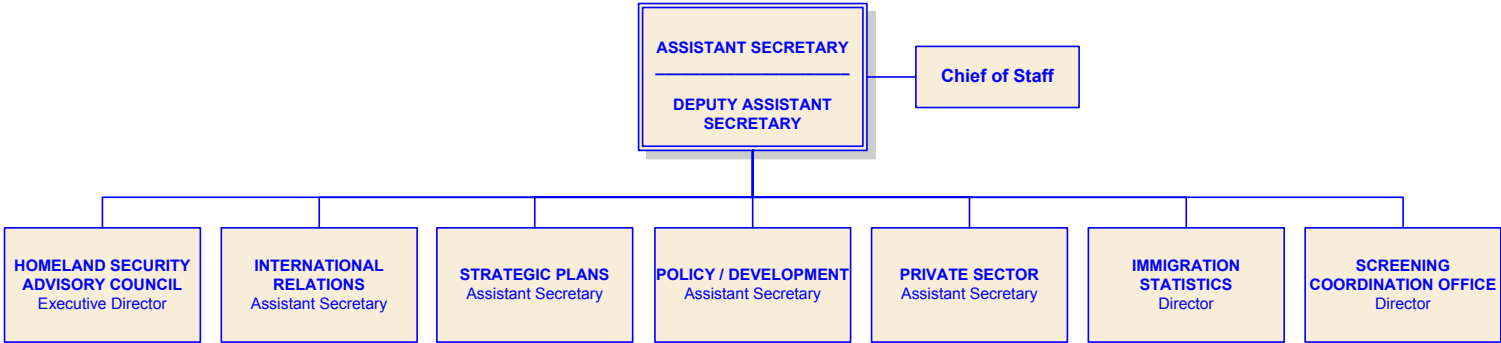 ASSISTANT SECRETARY
DEPUTY ASSISTANT
SECRETARY
Chief of Staff
HOMELAND SECURITY
ADVISORY COUNCIL
Executive Director
INTERNATIONAL
RELATIONS
Assistant Secretary
STRATEGIC PLANS
Assistant Secretary
POLICY / DEVELOPMENT
Assistant Secretary
PRIVATE SECTOR
Assistant Secretary
IMMIGRATION
STATISTICS
Director
SCREENING
COORDINATION OFFICE
Director